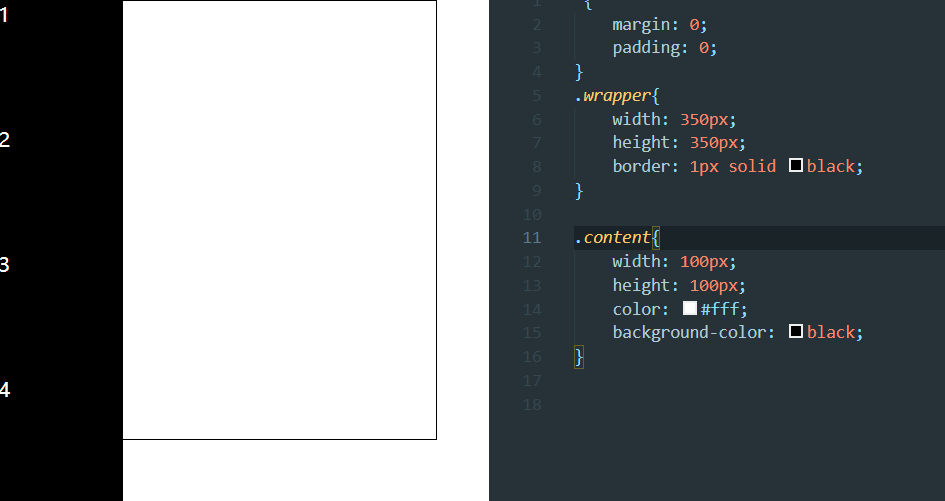 1
2
3
4
1 {
2 margin: 0;
3 padding: 0;
4 }
5 .wrapper{
6 width: 350px;
7 height: 350px;
8 border: 1px solid black;
9 }
10
11 .content{
12 width: 100px;
13 height: 100px;
14 color: #fff;
15 background-color: black;
16 }
17
18